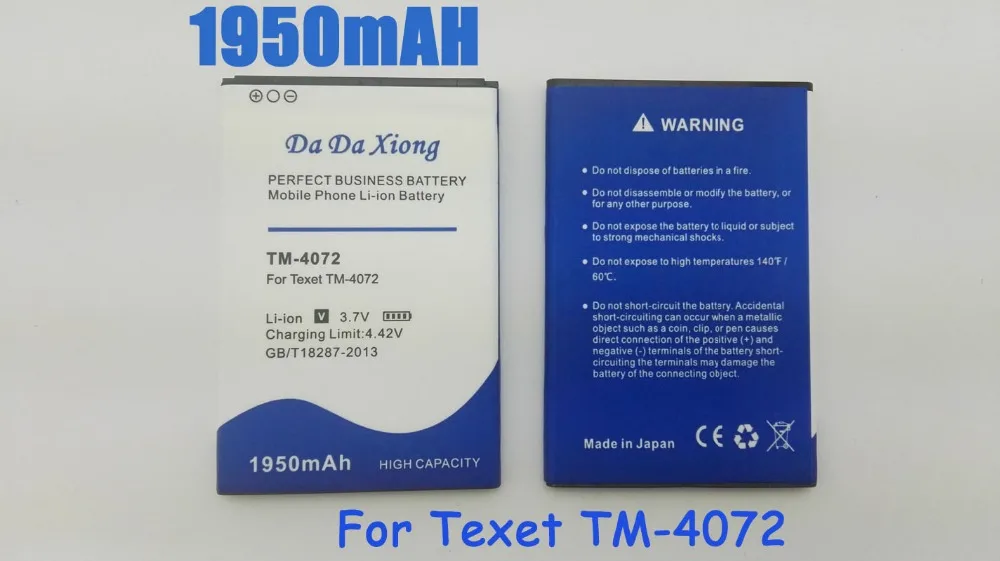 1950mAH
⊕○⊖
Da Da Xiong
PERFECT BUSINESS BATTERY
Mobile Phone Li-ion Battery
TM-4072
For Texet TM-4072
Li-ion V 3.7V
Charging Limit:4.42V
GB/T18287-2013
1950mAh HIGH CAPACITY
WARNING
• Do not dispose of batteries in a fire.
• Do not disassemble or modify the battery, or
for any other purpose.
• Do not expose the battery to liquid or subject
to strong mechanical shocks.
• Do not expose to high temperatures 140℉/
60℃.
• Do not short-circuit the battery. Accidental
short-circuiting can occur when a metallic
object such as a coin, clip, or pen causes
direct connection of the positive (+) and
negative (-) terminals of the battery short-
circuiting the terminals may damage the
battery of the connecting object.
Made in Japan CE
For Texet TM-4072